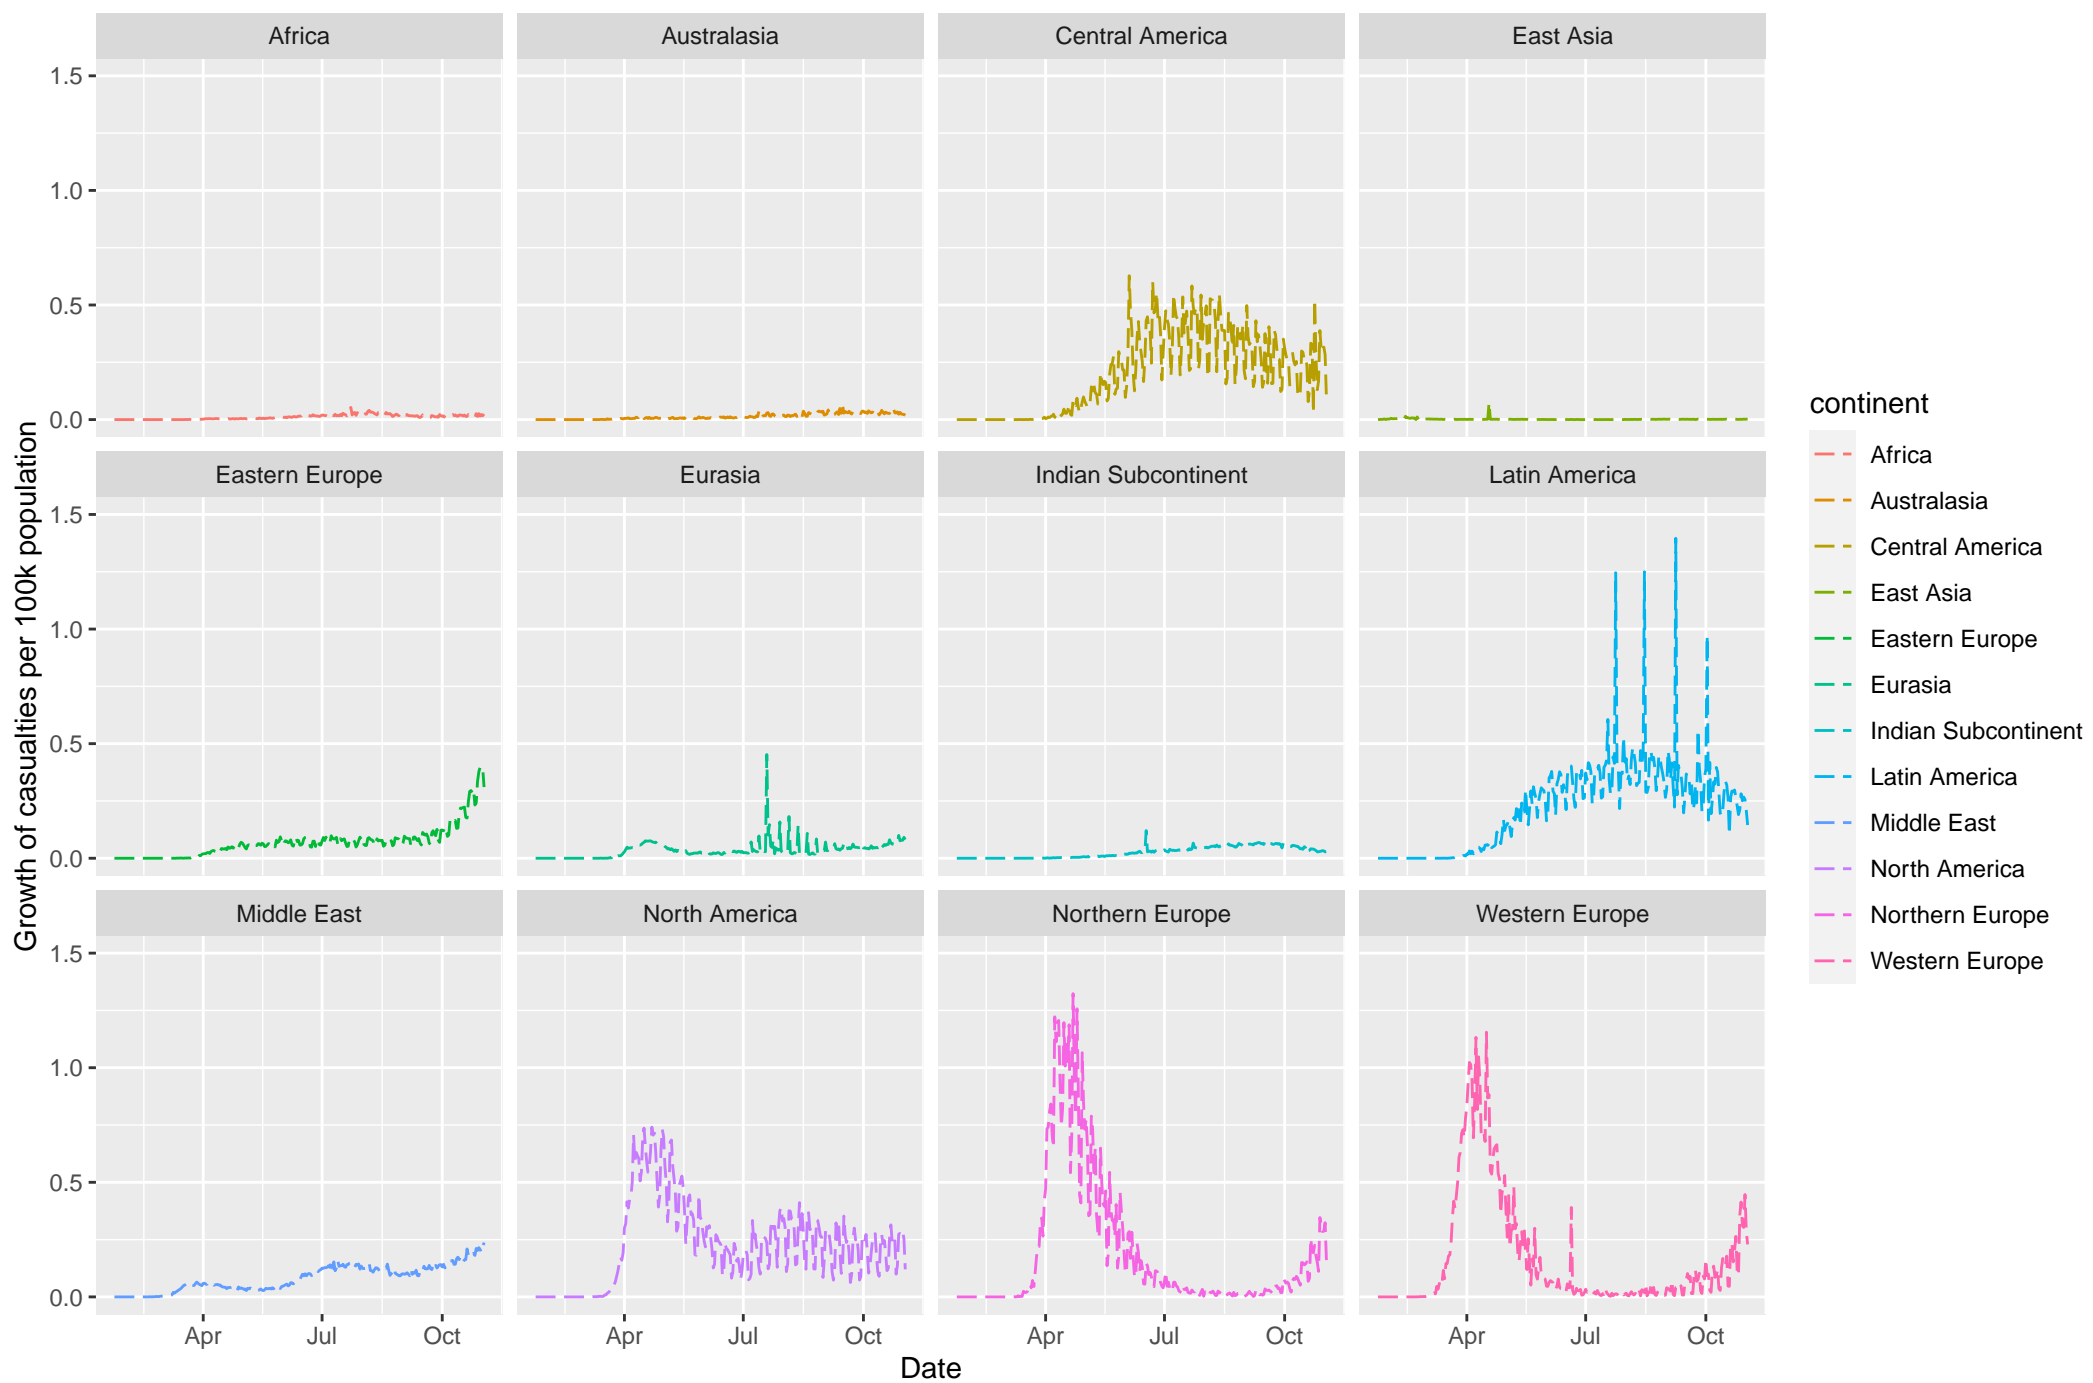 Africa
Australasia
Central America
East Asia
1.5
1.0
0.5
0.0
Eastern Europe
Eurasia
Indian Subcontinent
Latin America
1.5
1.0
0.5
0.0
Middle East
North America
Northern Europe
Western Europe
1.5
1.0
0.5
0.0
Apr Jul Oct
Apr Jul Oct
Apr Jul Oct
Apr Jul Oct
Date
Growth of casualties per 100k population
continent
Africa
Australasia
Central America
East Asia
Eastern Europe
Eurasia
Indian Subcontinent
Latin America
Middle East
North America
Northern Europe
Western Europe